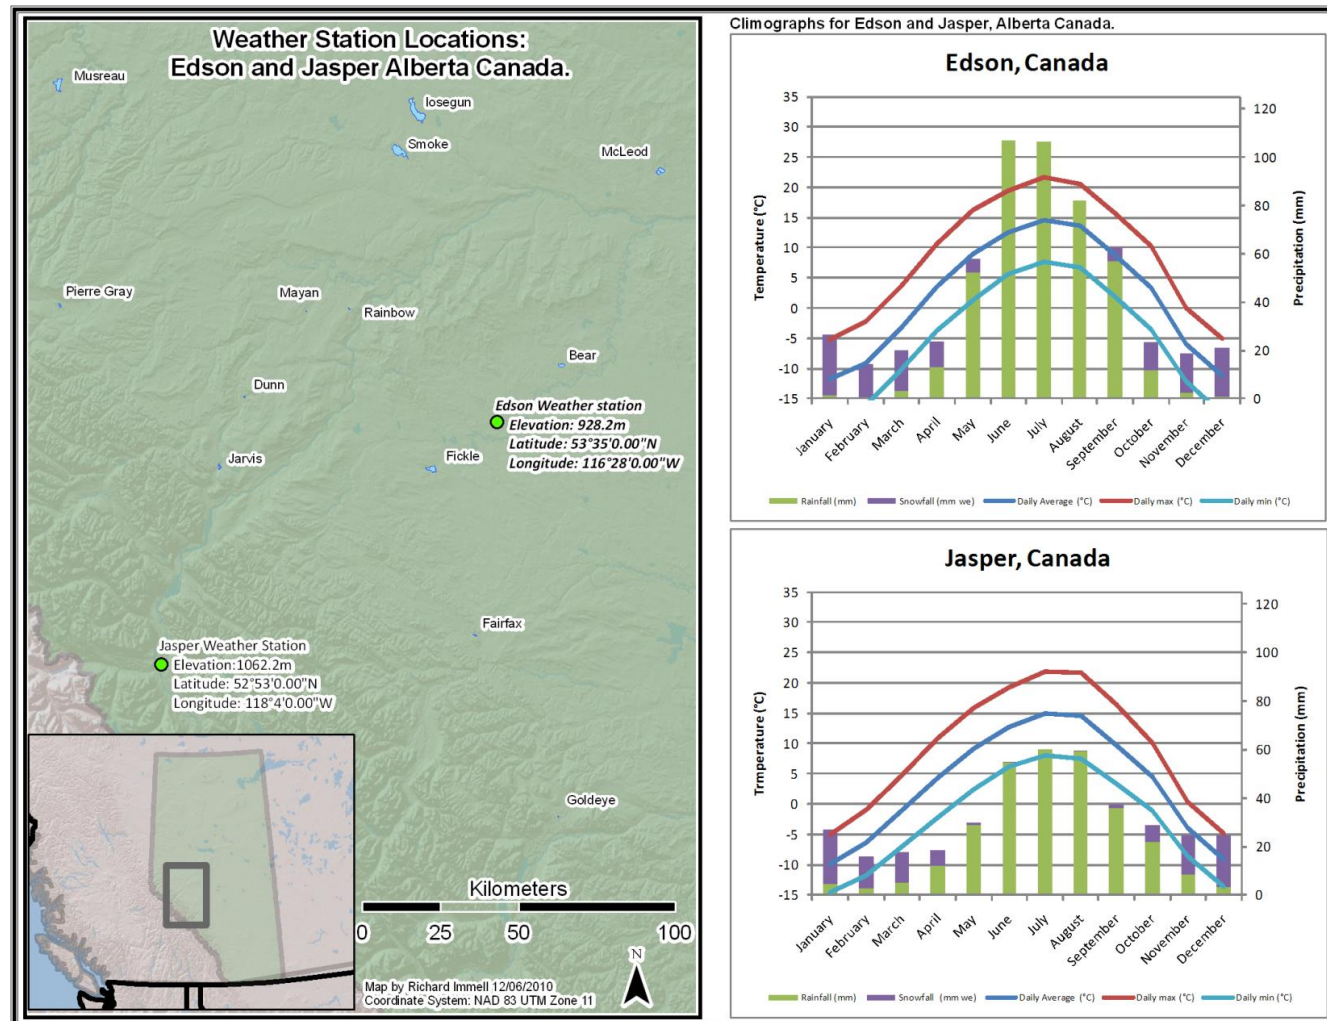 Weather Station Locations:
Edson and Jasper Alberta Canada.
Musreau
Iosegun
Smoke
McLeod
Pierre Gray
Mayan
Rainbow
Bear
Dunn
Edson Weather station
Elevation: 928.2m
Latitude: 53°35'0.00"N
Longitude: 116°28'0.00"W
Fickle
Jarvis
Fairfax
Jasper Weather Station
Elevation:1062.2m
Latitude: 52°53'0.00"N
Longitude: 118°4'0.00"W
Goldeye
Kilometers
0 25 50 100
N
Map by Richard Immell 12/06/2010
Coordinate System: NAD 83 UTM Zone 11
Climographs for Edson and Jasper, Alberta Canada.
Edson, Canada
Temperature (°C)
35
30
25
20
15
10
5
0
-5
-10
-15
120
100
80
60
40
20
0
Precipitation (mm)
January
February
March
April
May
June
July
August
September
October
November
December
Rainfall (mm) Snowfall (mm we) Daily Average (°C) Daily max (°C) Daily min (°C)
Jasper, Canada
Trmperature (°C)
35
30
25
20
15
10
5
0
-5
-10
-15
120
100
80
60
40
20
0
Precipitation (mm)
January
February
March
April
May
June
July
August
September
October
November
December
Rainfall (mm) Snowfall (mm we) Daily Average (°C) Daily max (°C) Daily min (°C)